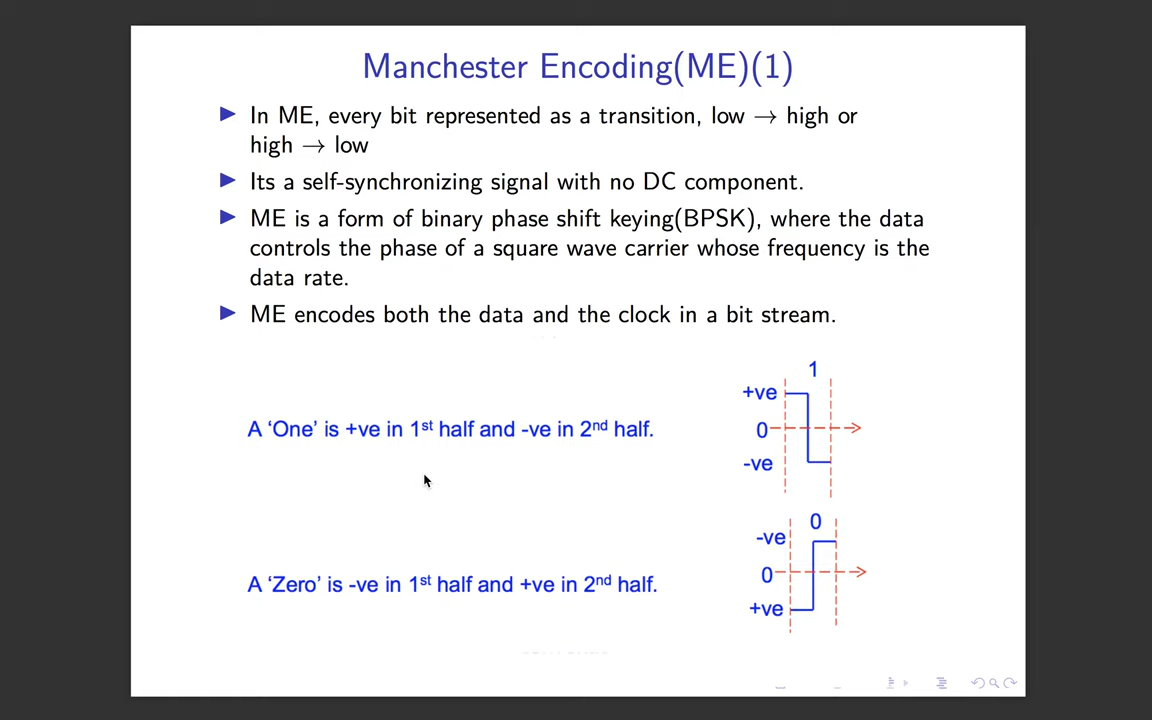 Manchester Encoding(ME)(1)
In ME, every bit represented as a transition, low → high or
high → low
Its a self-synchronizing signal with no DC component.
ME is a form of binary phase shift keying(BPSK), where the data
controls the phase of a square wave carrier whose frequency is the
data rate.
ME encodes both the data and the clock in a bit stream.
A 'One' is +ve in 1st half and -ve in 2nd half.
1
+ve
0
-ve
A 'Zero' is -ve in 1st half and +ve in 2nd half.
0
-ve
0
+ve